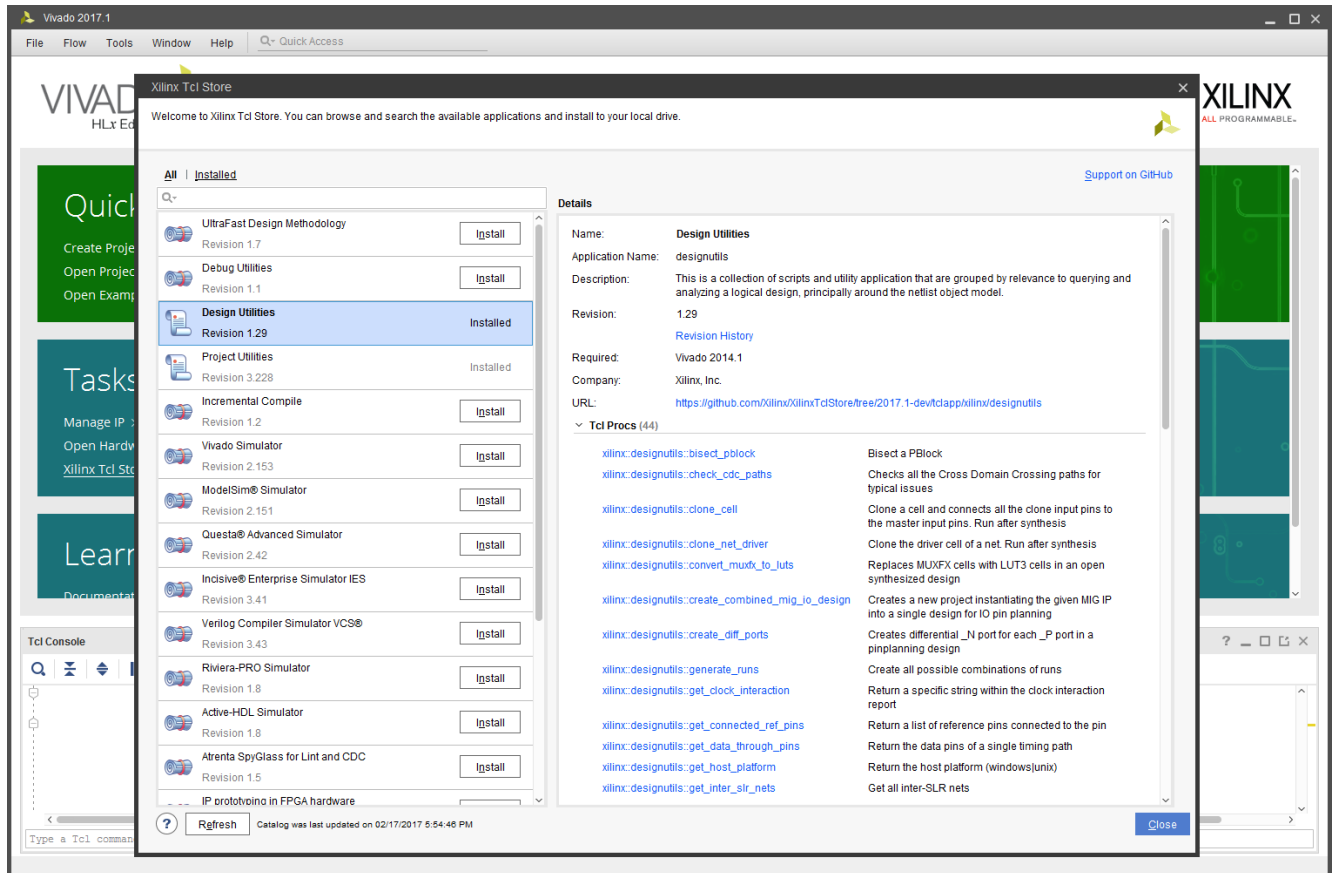 Vivado 2017.1
File Flow Tools Window Help Quick Access
VIVAD
HLx Ed
XILINX
ALL PROGRAMMABLE.
Quick
Create Proje
Open Projec
Open Examp
Tasks
Manage IP >
Open Hardw
Xilinx Tcl Sto
Learn
Documentat
Xilinx Tcl Store
Welcome to Xilinx Tcl Store. You can browse and search the available applications and install to your local drive.
All | Installed
Support on GitHub
UltraFast Design Methodology
Revision 1.7
Install
Debug Utilities
Revision 1.1
Install
Design Utilities
Revision 1.29
Installed
Project Utilities
Revision 3.228
Installed
Incremental Compile
Revision 1.2
Install
Vivado Simulator
Revision 2.153
Install
ModelSim® Simulator
Revision 2.151
Install
Questa® Advanced Simulator
Revision 2.42
Install
Incisive® Enterprise Simulator IES
Revision 3.41
Install
Verilog Compiler Simulator VCS®
Revision 3.43
Install
Riviera-PRO Simulator
Revision 1.8
Install
Active-HDL Simulator
Revision 1.8
Install
Atrenta SpyGlass for Lint and CDC
Revision 1.5
Install
IP prototyping in FPGA hardware
Details
Name: Design Utilities
Application Name: designutils
Description: This is a collection of scripts and utility application that are grouped by relevance to querying and
analyzing a logical design, principally around the netlist object model.
Revision: 1.29
Revision History
Required: Vivado 2014.1
Company: Xilinx, Inc.
URL: https://github.com/Xilinx/XilinxTclStore/tree/2017.1-dev/tclapp/xilinx/designutils
Tcl Procs (44)
xilinx::designutils::bisect_pblock Bisect a PBlock
xilinx::designutils::check_cdc_paths Checks all the Cross Domain Crossing paths for
typical issues
xilinx::designutils::clone_cell Clone a cell and connects all the clone input pins to
the master input pins. Run after synthesis
xilinx::designutils::clone_net_driver Clone the driver cell of a net. Run after synthesis
xilinx::designutils::convert_muxfx_to_luts Replaces MUXFX cells with LUT3 cells in an open
synthesized design
xilinx::designutils::create_combined_mig_io_design Creates a new project instantiating the given MIG IP
into a single design for IO pin planning
xilinx::designutils::create_diff_ports Creates differential _N port for each _P port in a
pinplanning design
xilinx::designutils::generate_runs Create all possible combinations of runs
xilinx::designutils::get_clock_interaction Return a specific string within the clock interaction
report
xilinx::designutils::get_connected_ref_pins Return a list of reference pins connected to the pin
xilinx::designutils::get_data_through_pins Return the data pins of a single timing path
xilinx::designutils::get_host_platform Return the host platform (windows|unix)
xilinx::designutils::get_inter_slr_nets Get all inter-SLR nets
? Refresh Catalog was last updated on 02/17/2017 5:54:46 PM
Close
Tcl Console
Type a Tcl comman